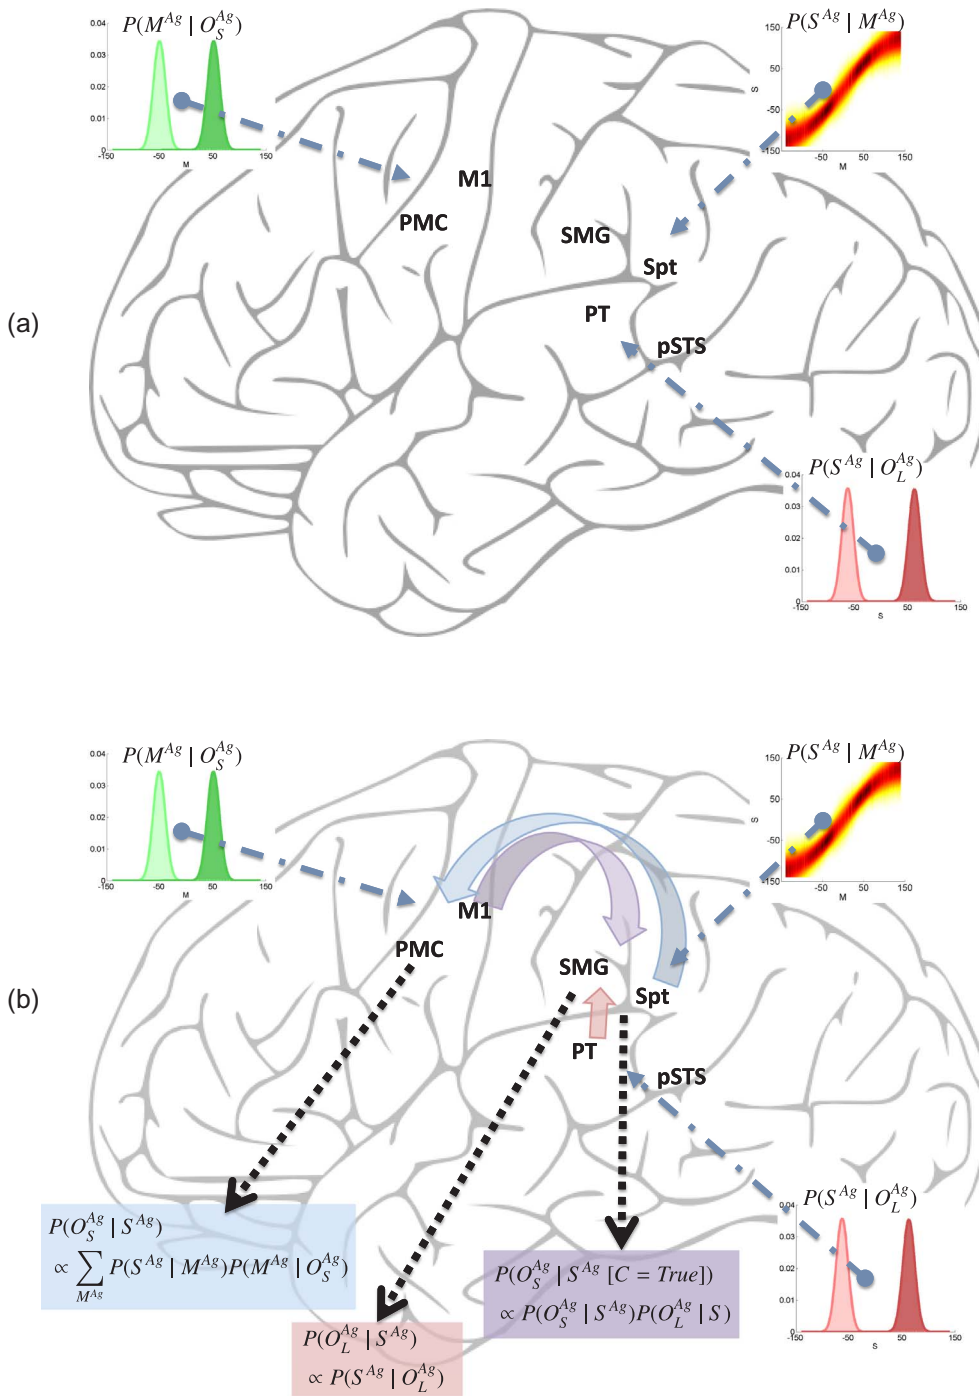 P(M^{Ag} | O_S^{Ag})
0.04
0.03
0.02
0.01
0
-150
-50
50
150
M
P(S^{Ag} | M^{Ag})
150
50
-50
-150
S
-50
50
150
M
M1
PMC
SMG
Spt
PT
pSTS
(a)
P(S^{Ag} | O_L^{Ag})
0.04
0.03
0.02
0.01
0
-150
-50
50
150
S
P(M^{Ag} | O_S^{Ag})
0.04
0.03
0.02
0.01
0
-150
-50
50
150
M
P(S^{Ag} | M^{Ag})
150
50
-50
-150
S
-50
50
150
M
M1
PMC
SMG
Spt
PT
pSTS
(b)
P(S^{Ag} | O_L^{Ag})
0.04
0.03
0.02
0.01
0
-150
-50
50
150
S
P(O_S^{Ag} | S^{Ag})
∝ ∑_{M^{Ag}} P(S^{Ag} | M^{Ag})P(M^{Ag} | O_S^{Ag})
P(O_S^{Ag} | S^{Ag} [C = True])
∝ P(O_S^{Ag} | S^{Ag})P(O_L^{Ag} | S)
P(O_L^{Ag} | S^{Ag})
∝ P(S^{Ag} | O_L^{Ag})